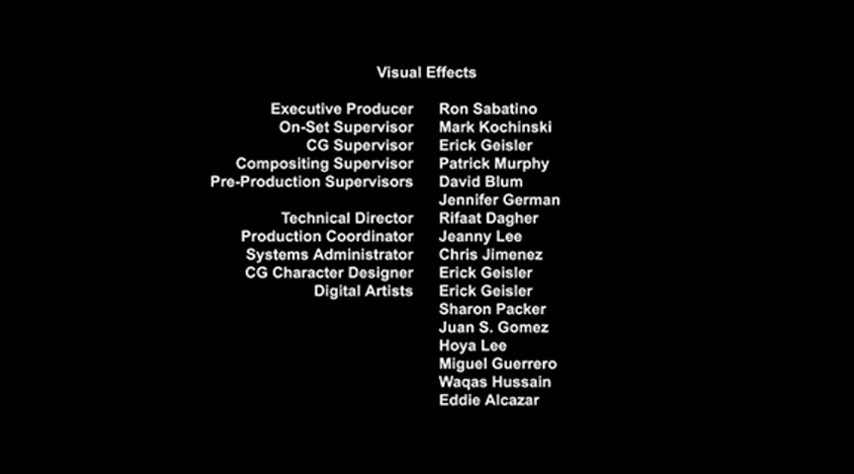 Visual Effects
Executive Producer Ron Sabatino
On-Set Supervisor Mark Kochinski
CG Supervisor Erick Geisler
Compositing Supervisor Patrick Murphy
Pre-Production Supervisors David Blum
Jennifer German
Technical Director Rifaat Dagher
Production Coordinator Jeanny Lee
Systems Administrator Chris Jimenez
CG Character Designer Erick Geisler
Digital Artists Erick Geisler
Sharon Packer
Juan S. Gomez
Hoya Lee
Miguel Guerrero
Waqas Hussain
Eddie Alcazar